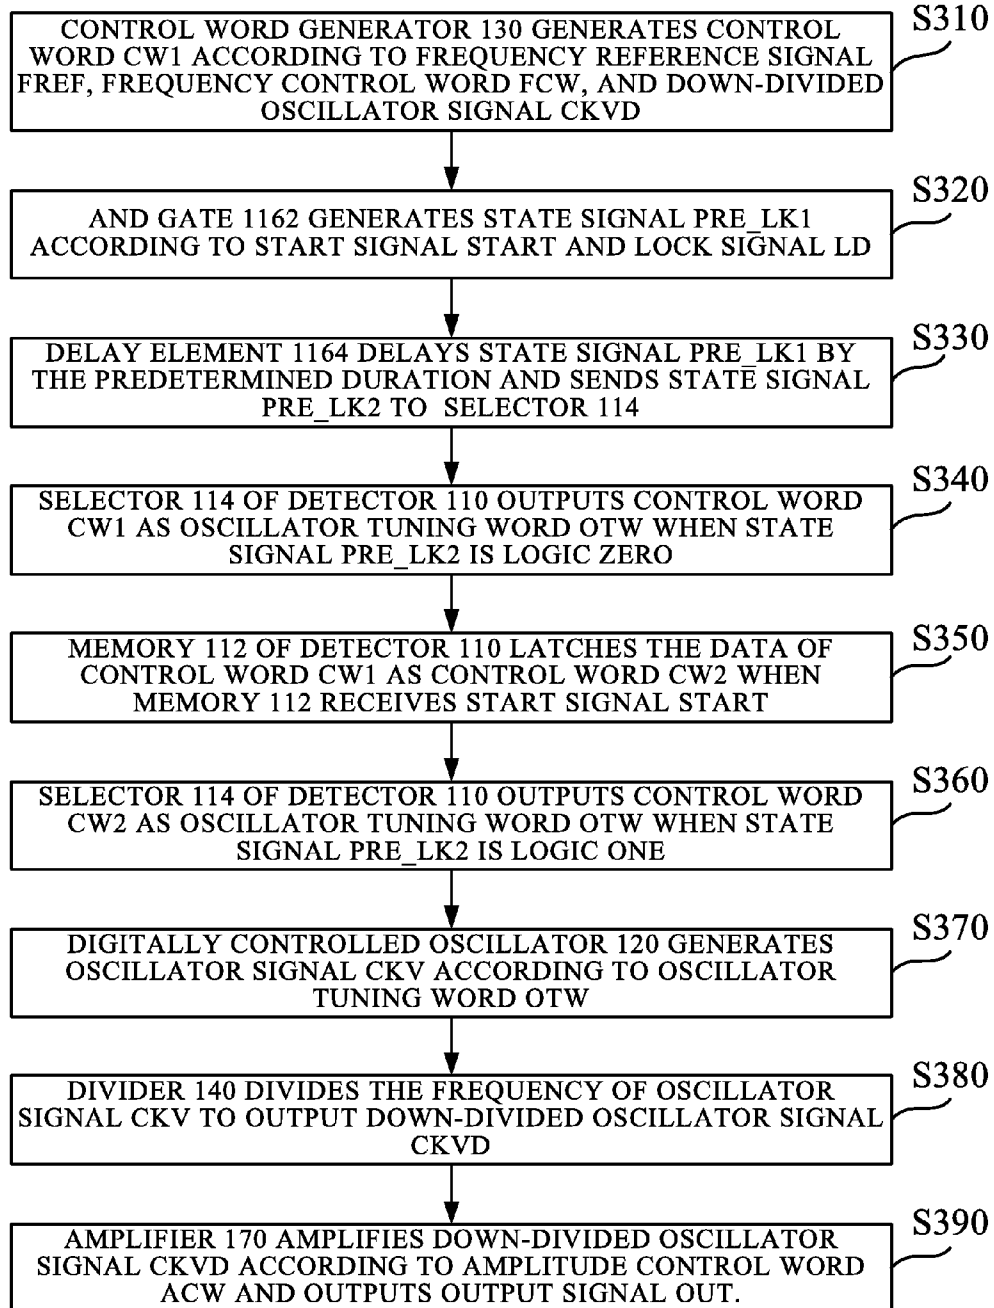 CONTROL WORD GENERATOR 130 GENERATES CONTROL
WORD CW1 ACCORDING TO FREQUENCY REFERENCE SIGNAL
FREF, FREQUENCY CONTROL WORD FCW, AND DOWN-DIVIDED
OSCILLATOR SIGNAL CKVD
S310
AND GATE 1162 GENERATES STATE SIGNAL PRE_LK1
ACCORDING TO START SIGNAL START AND LOCK SIGNAL LD
S320
DELAY ELEMENT 1164 DELAYS STATE SIGNAL PRE_LK1 BY
THE PREDETERMINED DURATION AND SENDS STATE SIGNAL
PRE_LK2 TO SELECTOR 114
S330
SELECTOR 114 OF DETECTOR 110 OUTPUTS CONTROL WORD
CW1 AS OSCILLATOR TUNING WORD OTW WHEN STATE
SIGNAL PRE_LK2 IS LOGIC ZERO
S340
MEMORY 112 OF DETECTOR 110 LATCHES THE DATA OF
CONTROL WORD CW1 AS CONTROL WORD CW2 WHEN
MEMORY 112 RECEIVES START SIGNAL START
S350
SELECTOR 114 OF DETECTOR 110 OUTPUTS CONTROL WORD
CW2 AS OSCILLATOR TUNING WORD OTW WHEN STATE
SIGNAL PRE_LK2 IS LOGIC ONE
S360
DIGITALLY CONTROLLED OSCILLATOR 120 GENERATES
OSCILLATOR SIGNAL CKV ACCORDING TO OSCILLATOR
TUNING WORD OTW
S370
DIVIDER 140 DIVIDES THE FREQUENCY OF OSCILLATOR
SIGNAL CKV TO OUTPUT DOWN-DIVIDED OSCILLATOR SIGNAL
CKVD
S380
AMPLIFIER 170 AMPLIFIES DOWN-DIVIDED OSCILLATOR
SIGNAL CKVD ACCORDING TO AMPLITUDE CONTROL WORD
ACW AND OUTPUTS OUTPUT SIGNAL OUT.
S390